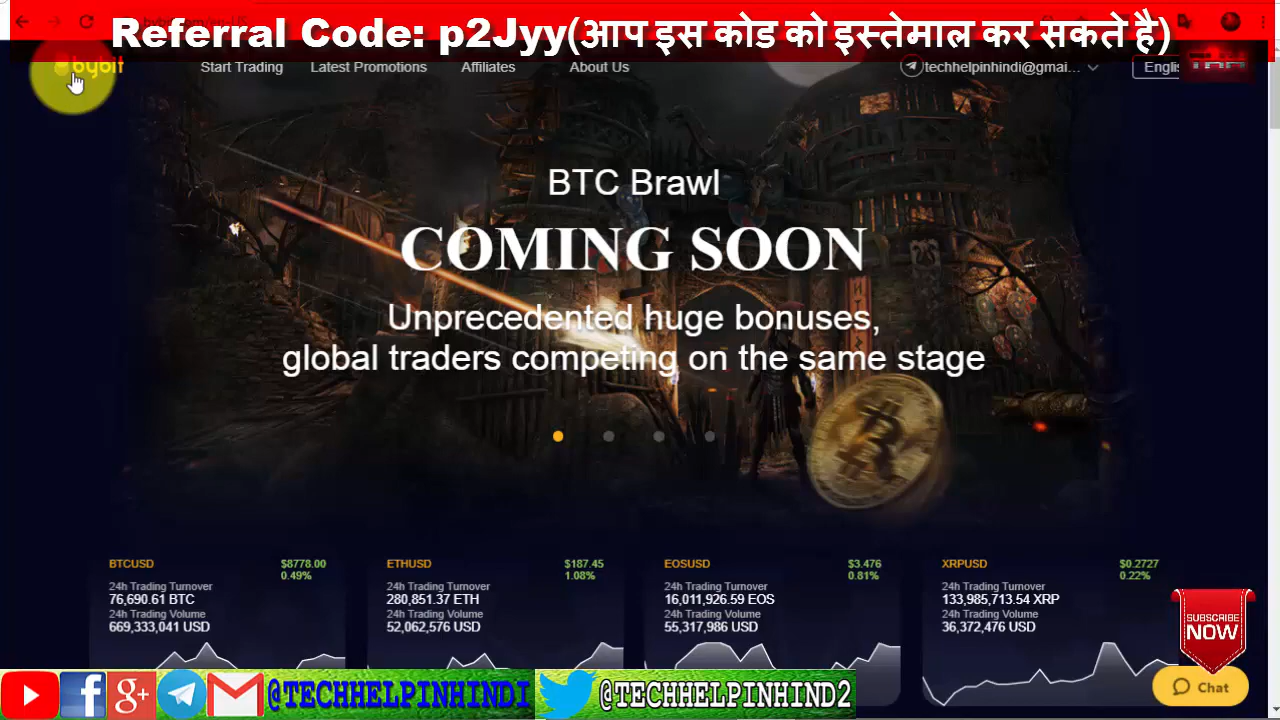 Referral Code: p2Jyy(आप इस कोड को इस्तेमाल कर सकते है)
bybit
Start Trading
Latest Promotions
Affiliates
About Us
techhelpinhindi@gmai...
BTC Brawl
COMING SOON
Unprecedented huge bonuses,
global traders competing on the same stage
BTCUSD $8778.00
0.49%
24h Trading Turnover
76,690.61 BTC
24h Trading Volume
669,333,041 USD
ETHUSD $187.45
1.08%
24h Trading Turnover
280,851.37 ETH
24h Trading Volume
52,062,576 USD
EOSUSD $3.476
0.81%
24h Trading Turnover
16,011,926.59 EOS
24h Trading Volume
55,317,986 USD
XRPUSD $0.2727
0.22%
24h Trading Turnover
133,985,713.54 XRP
24h Trading Volume
36,372,476 USD
SUBSCRIBE
NOW
Chat
@TECHHELPINHINDI
@TECHHELPINHIND2